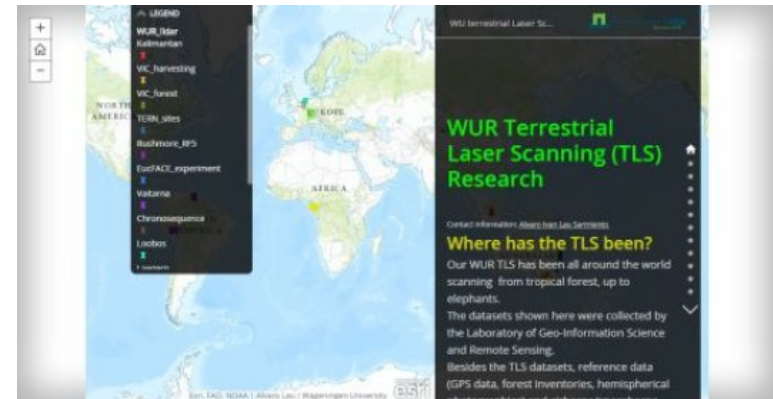 LEGEND
WUR_lidar
Kalimantan
VIC_harvesting
VIC_forest
TERN_sites
Rushmore_RFS
EucFACE_experiment
Vaitarna
Chronosequence
Loobos
NORTH
AMERICA
EUROPE
AFRICA
Esri, FAO, NOAA | Alvaro Lau / Wageningen University
esri
WU terrestrial Laser Sc...
WUR Terrestrial
Laser Scanning (TLS)
Research
Contact information: Alvaro Ivan Lau Sarmiento
Where has the TLS been?
Our WUR TLS has been all around the world
scanning from tropical forest, up to
elephants.
The datasets shown here were collected by
the Laboratory of Geo-Information Science
and Remote Sensing.
Besides the TLS datasets, reference data
(GPS data, forest inventories, hemispherical